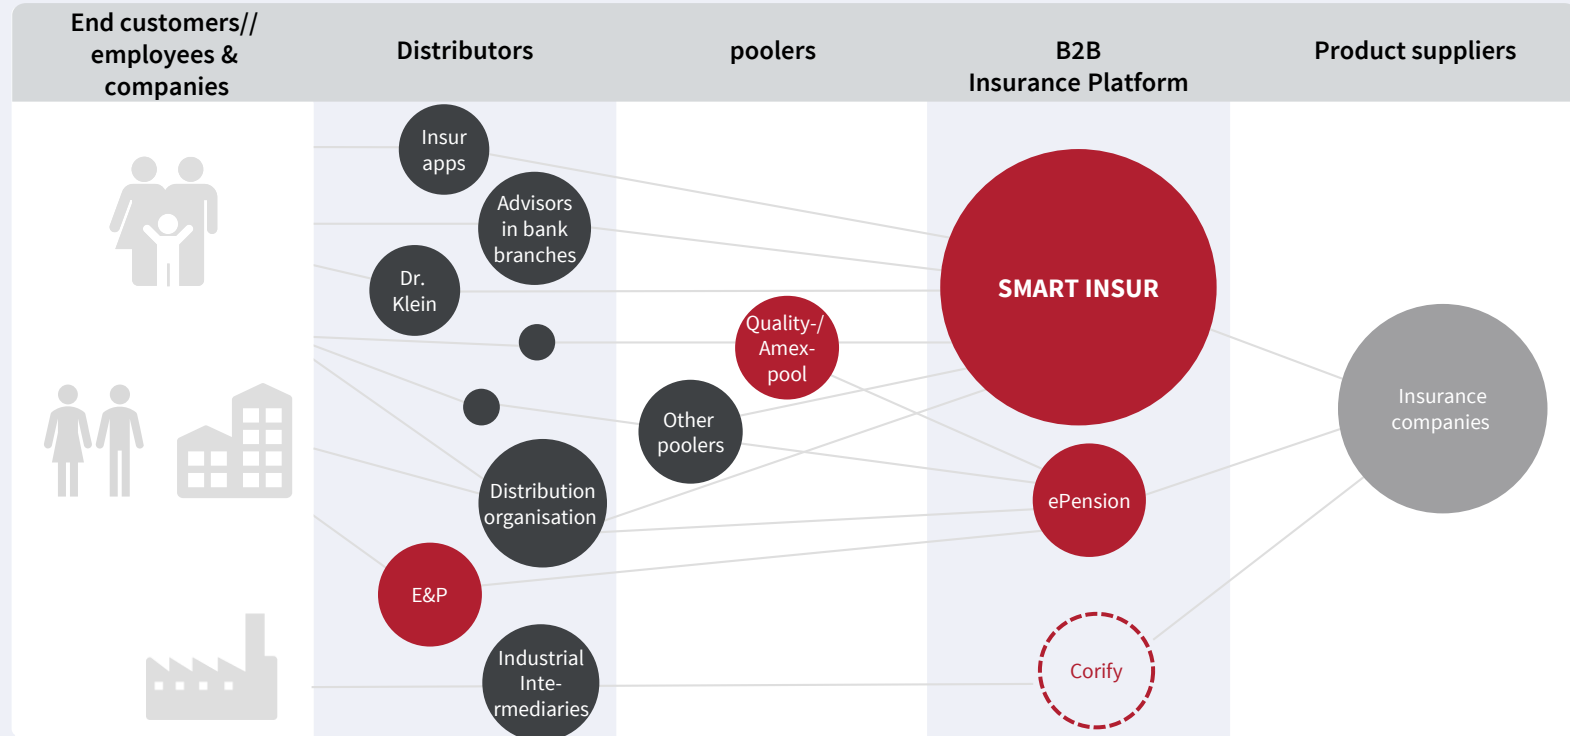 End customers//
employees &
companies
Distributors
poolers
B2B
Insurance Platform
Product suppliers
Insur
apps
Advisors
in bank
branches
Dr.
Klein
SMART INSUR
Quality-/
Amex-
pool
Other
poolers
Insurance
companies
Distribution
organisation
ePension
E&P
Industrial
Inte-
rmediaries
Corify